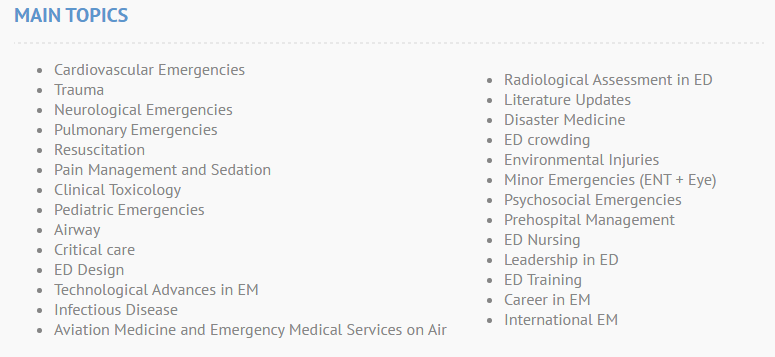 MAIN TOPICS
Cardiovascular Emergencies
Trauma
Neurological Emergencies
Pulmonary Emergencies
Resuscitation
Pain Management and Sedation
Clinical Toxicology
Pediatric Emergencies
Airway
Critical care
ED Design
Technological Advances in EM
Infectious Disease
Aviation Medicine and Emergency Medical Services on Air
Radiological Assessment in ED
Literature Updates
Disaster Medicine
ED crowding
Environmental Injuries
Minor Emergencies (ENT + Eye)
Psychosocial Emergencies
Prehospital Management
ED Nursing
Leadership in ED
ED Training
Career in EM
International EM